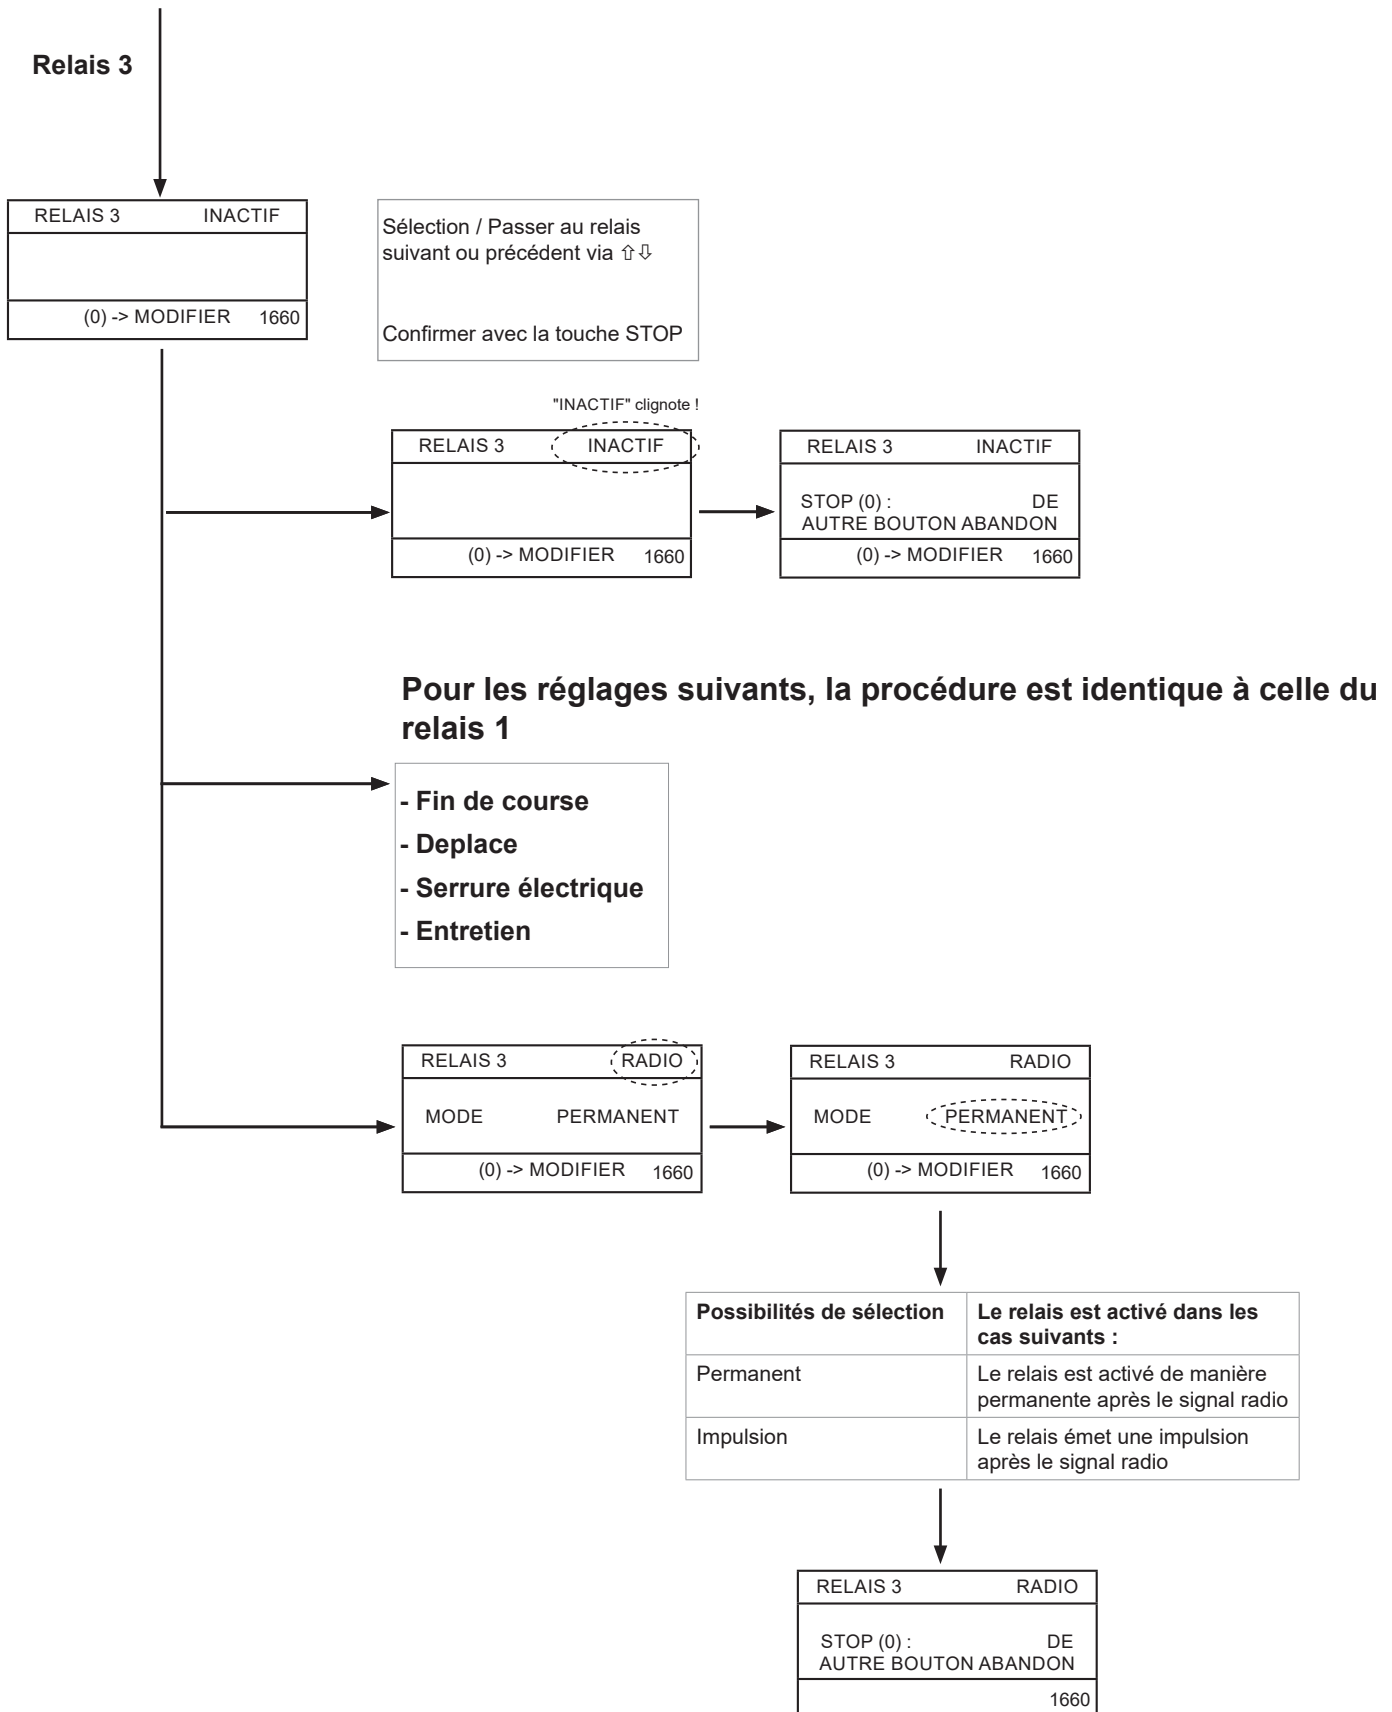 Relais 3
RELAIS 3 INACTIF
(0) -> MODIFIER 1660
Sélection / Passer au relais
suivant ou précédent via ⇧⇩
Confirmer avec la touche STOP
"INACTIF" clignote !
RELAIS 3 INACTIF
(0) -> MODIFIER 1660
RELAIS 3 INACTIF
STOP (0) : DE
AUTRE BOUTON ABANDON
(0) -> MODIFIER 1660
Pour les réglages suivants, la procédure est identique à celle du
relais 1
- Fin de course
- Deplace
- Serrure électrique
- Entretien
RELAIS 3 RADIO
MODE PERMANENT
(0) -> MODIFIER 1660
RELAIS 3 RADIO
MODE PERMANENT
(0) -> MODIFIER 1660
Possibilités de sélection
Le relais est activé dans les
cas suivants :
Permanent
Le relais est activé de manière
permanente après le signal radio
Impulsion
Le relais émet une impulsion
après le signal radio
RELAIS 3 RADIO
STOP (0) : DE
AUTRE BOUTON ABANDON
1660